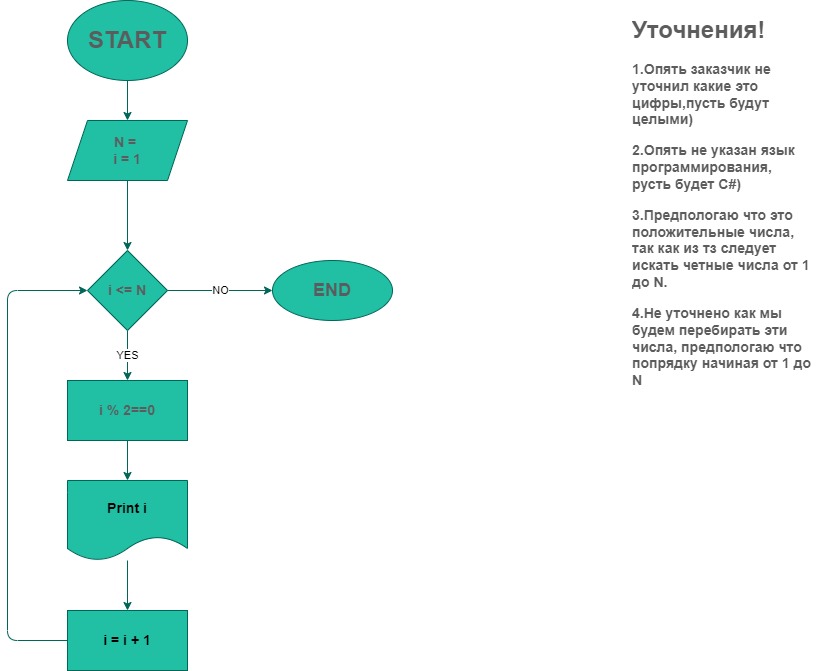 START
N =
i = 1
i <= N
NO
END
YES
i % 2==0
Print i
i = i + 1
Уточнения!
1.Опять заказчик не
уточнил какие это
цифры,пусть будут
целыми)
2.Опять не указан язык
программирования,
русть будет C#)
3.Предпологаю что это
положительные числа,
так как из тз следует
искать четные числа от 1
до N.
4.Не уточнено как мы
будем перебирать эти
числа, предпологаю что
попрядку начиная от 1 до
N